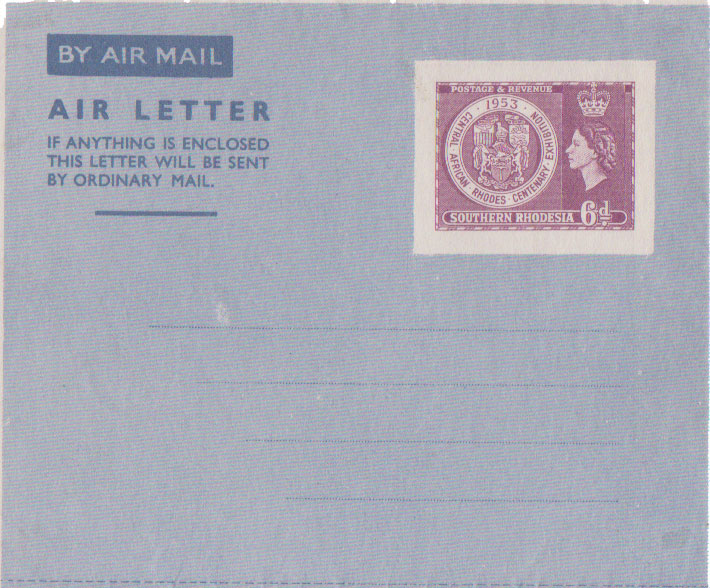 BY AIR MAIL
AIR LETTER
IF ANYTHING IS ENCLOSED
THIS LETTER WILL BE SENT
BY ORDINARY MAIL.
POSTAGE & REVENUE
· 1953 ·
CENTRAL · AFRICAN RHODES · CENTENARY · EXHIBITION
SOUTHERN RHODESIA 6d.